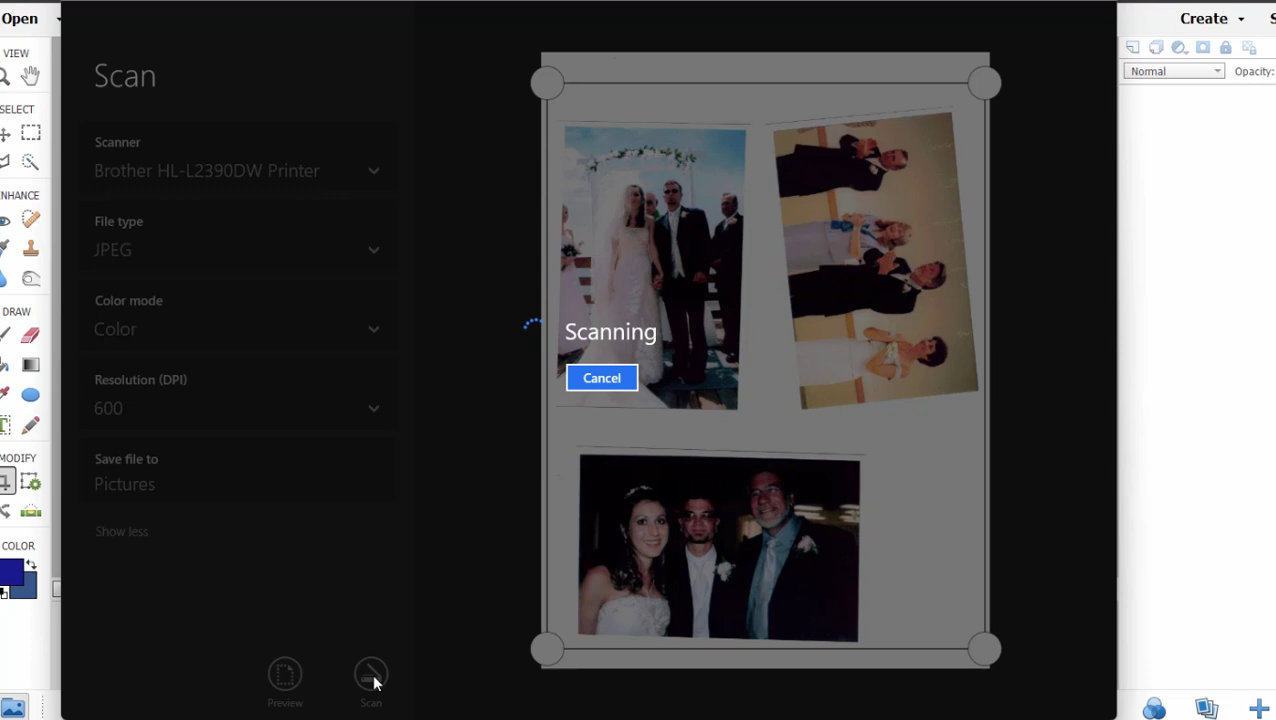 Open
Create
VIEW
Normal
Opacity:
SELECT
ENHANCE
DRAW
MODIFY
COLOR
Scan
Scanner
Brother HL-L2390DW Printer
File type
JPEG
Color mode
Color
Resolution (DPI)
600
Save file to
Pictures
Show less
Preview
Scan
Scanning
Cancel